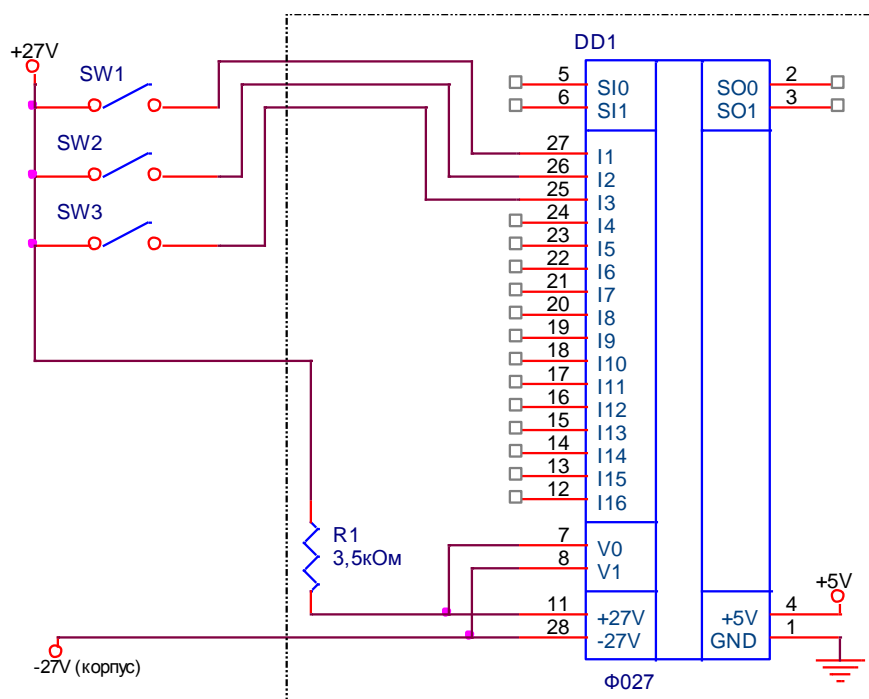 +27V
SW1
SW2
SW3
DD1
5 SI0
6 SI1
27 I1
26 I2
25 I3
24 I4
23 I5
22 I6
21 I7
20 I8
19 I9
18 I10
17 I11
16 I12
15 I13
14 I14
13 I15
12 I16
7 V0
8 V1
11 +27V
28 -27V
SO0 2
SO1 3
+5V 4
GND 1
+5V
R1
3,5кОм
-27V (корпус)
Ф027